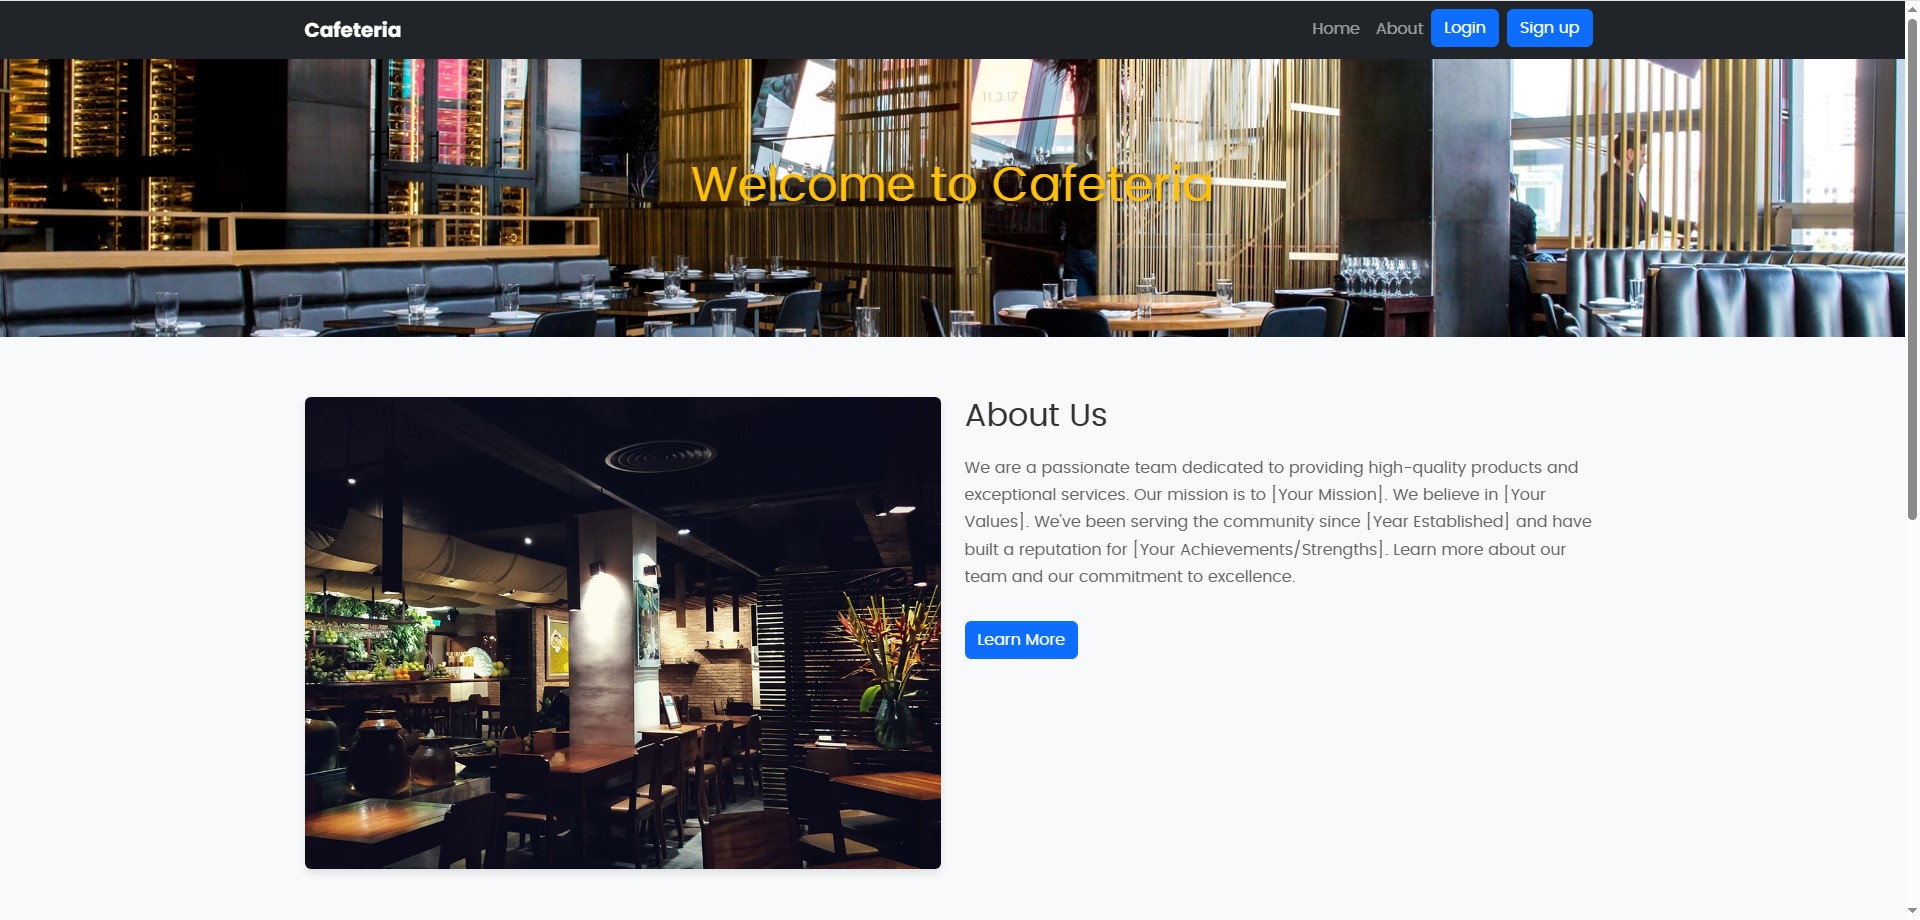 Cafeteria
Home About Login Sign up
11.3.17
Welcome to Cafeteria
About Us
We are a passionate team dedicated to providing high-quality products and
exceptional services. Our mission is to [Your Mission]. We believe in [Your
Values]. We've been serving the community since [Year Established] and have
built a reputation for [Your Achievements/Strengths]. Learn more about our
team and our commitment to excellence.
Learn More